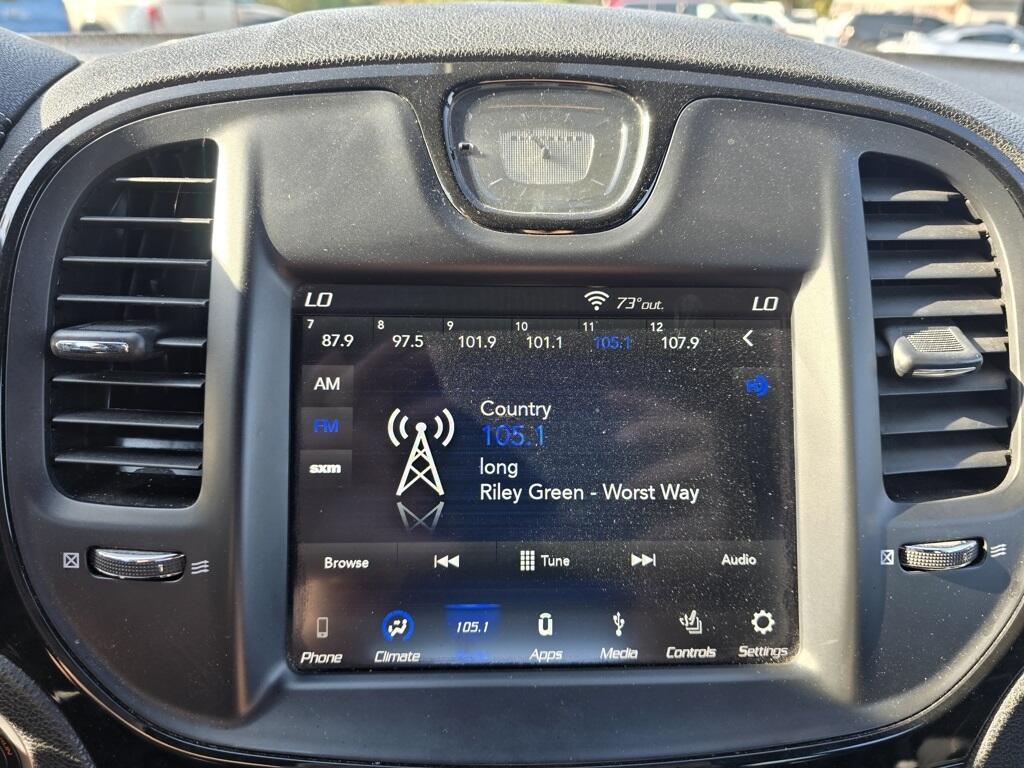 LO 73°out. LO
7 8 9 10 11 12
87.9 97.5 101.9 101.1 105.1 107.9
AM
FM
sxm
Country
105.1
long
Riley Green - Worst Way
Browse Tune Audio
105.1
Phone Climate Apps Media Controls Settings